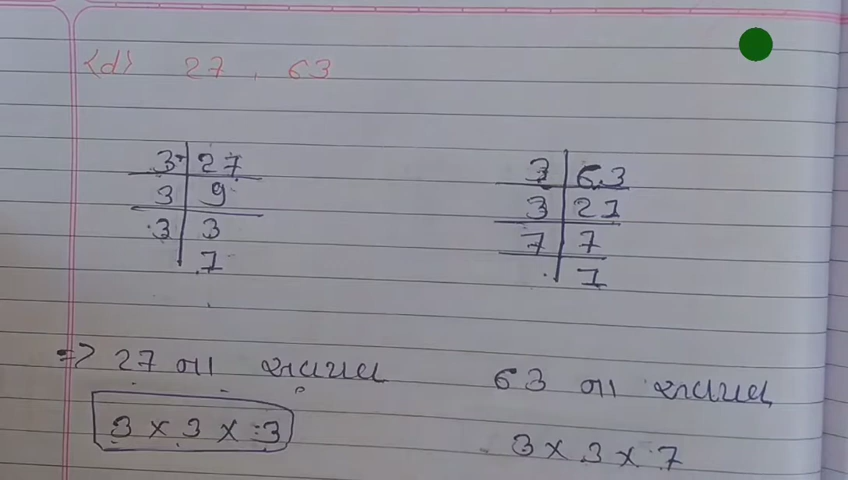 (d) 27 , 63
3 27
3 9
3 3
1
3 63
3 21
7 7
1
=> 27 ના અવયવ
3 x 3 x 3
63 ના અવયવ
3 x 3 x 7